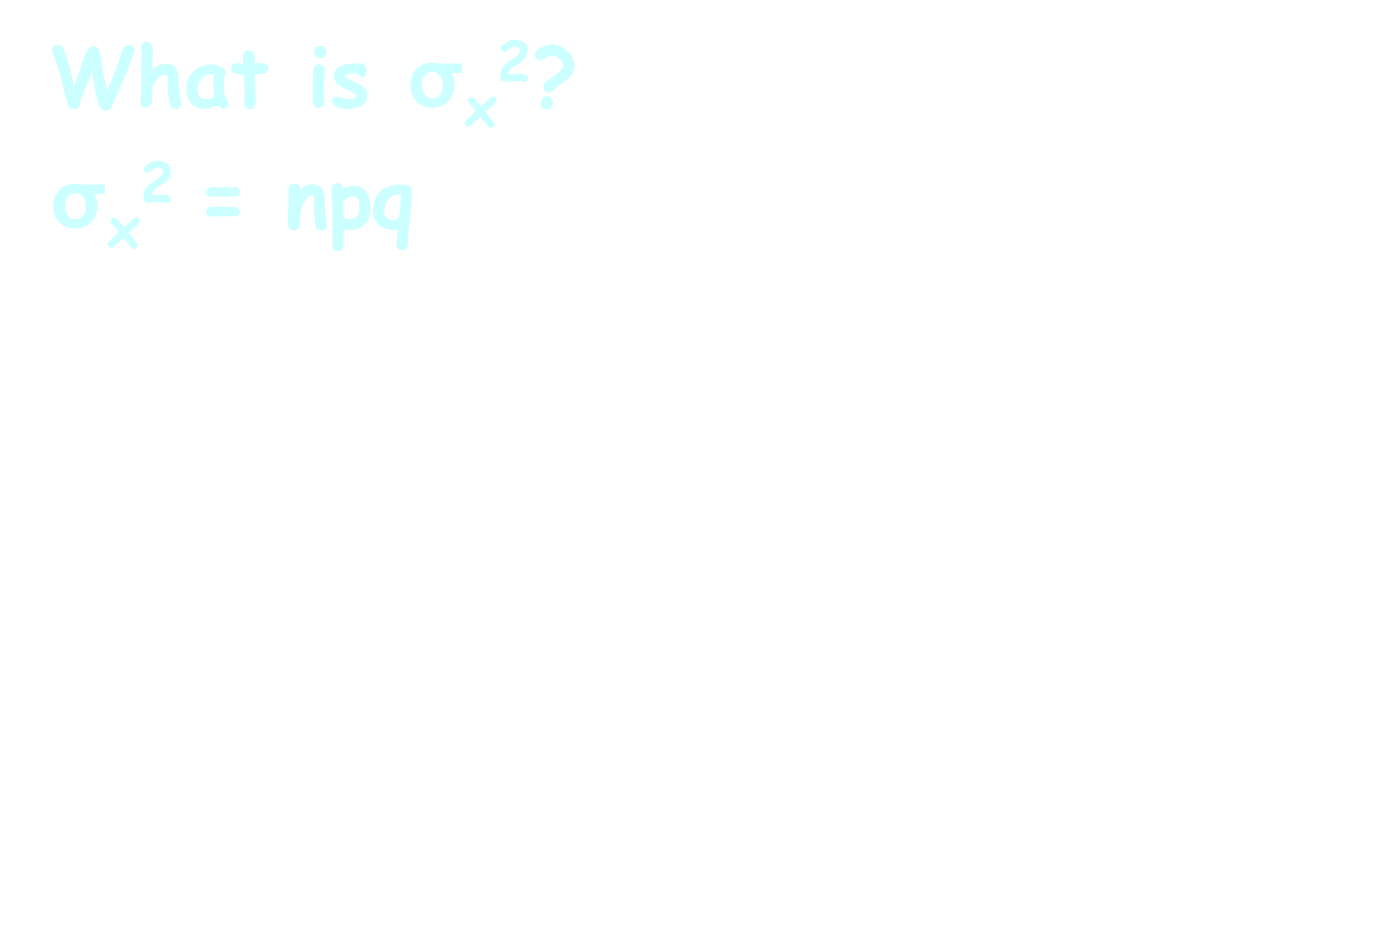 What is σₓ²?
σₓ² = npq